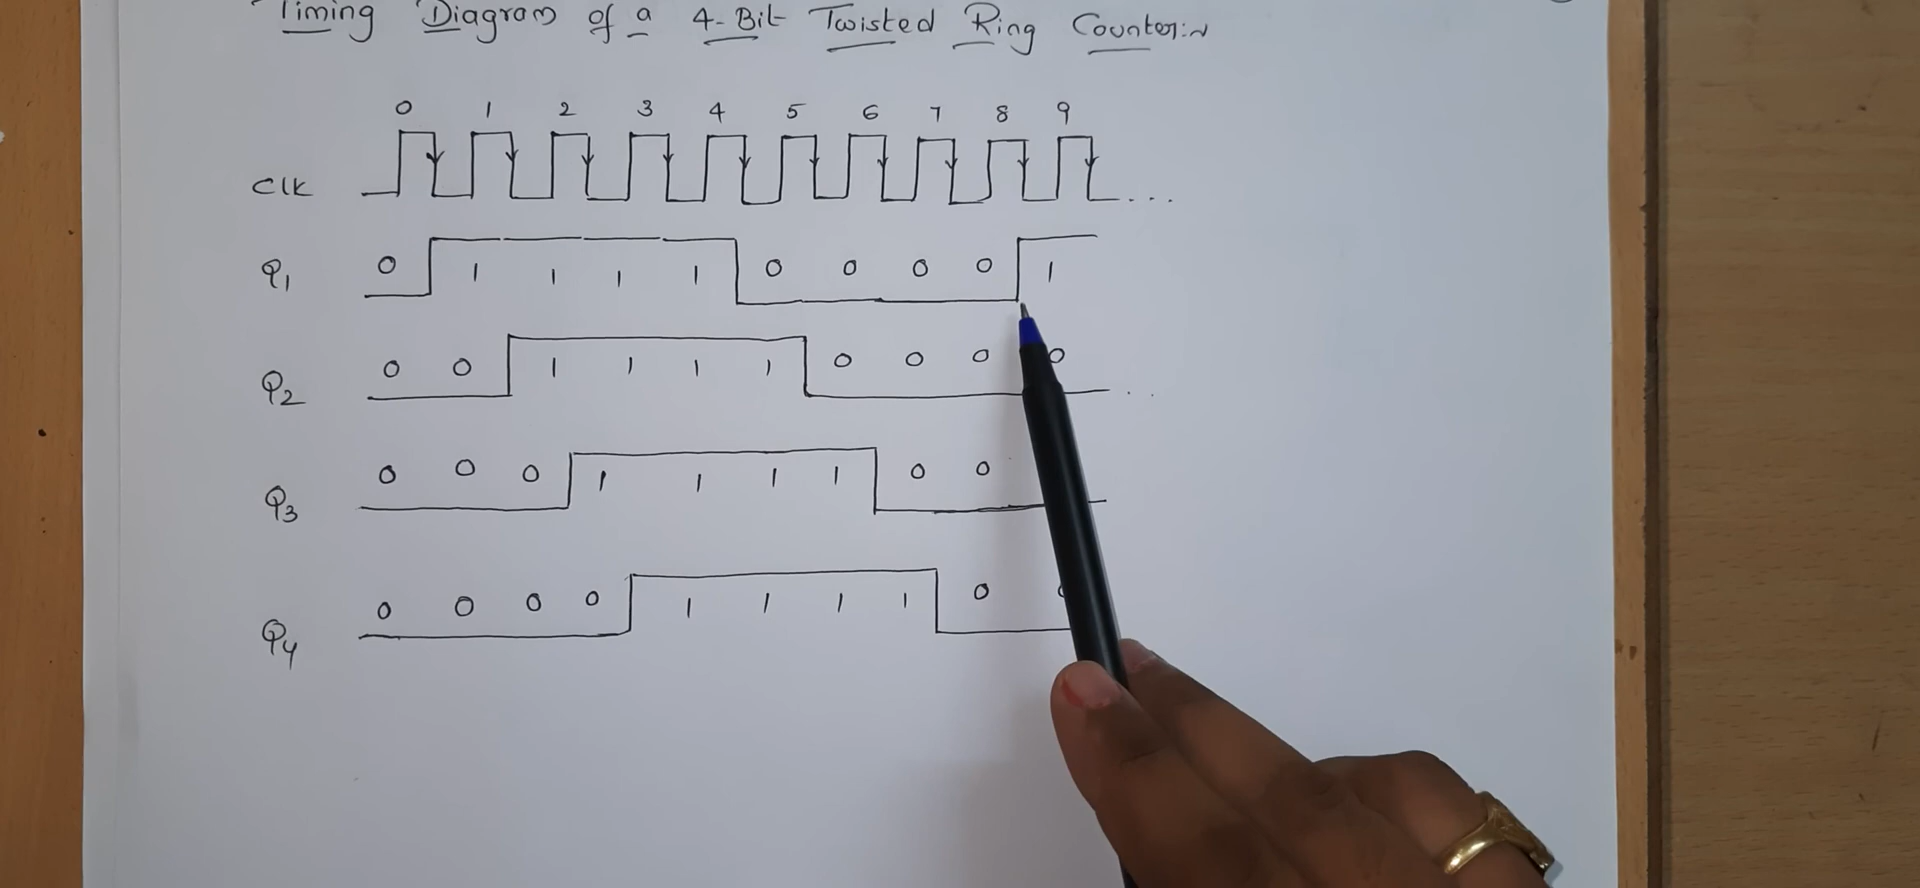 Timing Diagram of a 4-Bit Twisted Ring Counter:~
0 1 2 3 4 5 6 7 8 9
Clk ...
Q1 0 1 1 1 1 0 0 0 0 1
Q2 0 0 1 1 1 1 0 0 0 0 ..
Q3 0 0 0 1 1 1 1 0 0
Q4 0 0 0 0 1 1 1 1 0